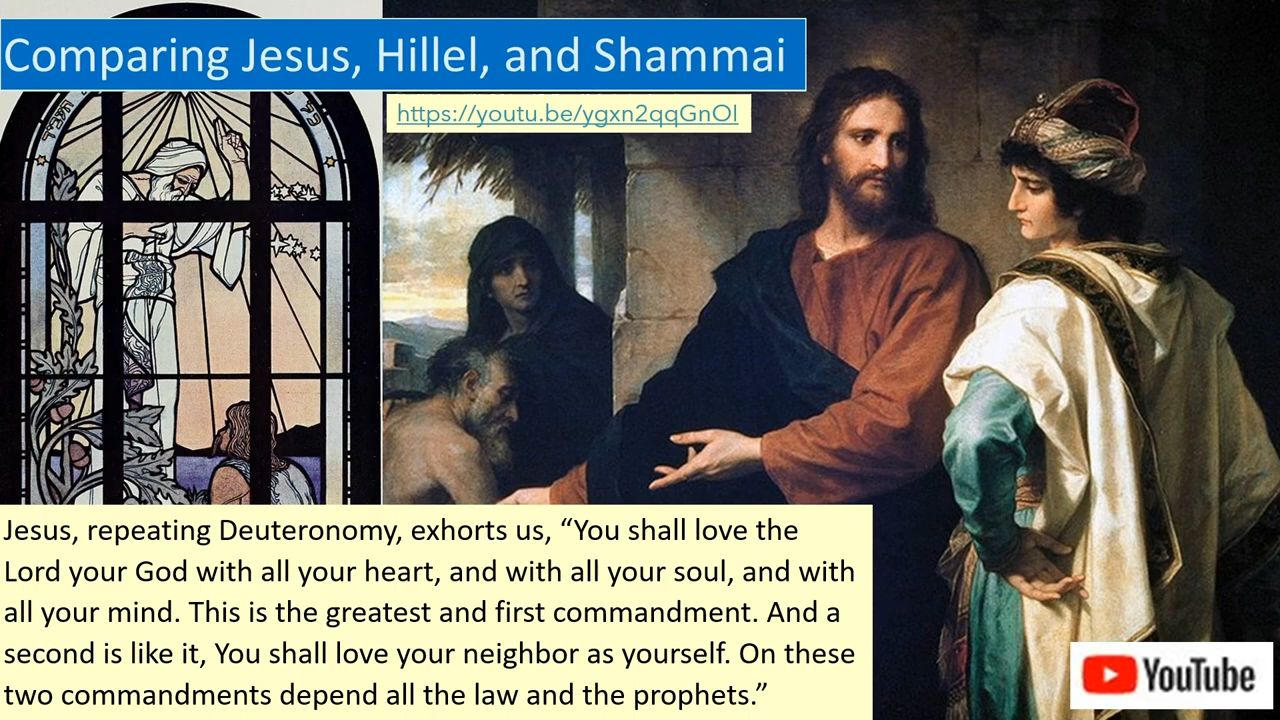 Comparing Jesus, Hillel, and Shammai
https://youtu.be/ygxn2qqGnOI
Jesus, repeating Deuteronomy, exhorts us, “You shall love the
Lord your God with all your heart, and with all your soul, and with
all your mind. This is the greatest and first commandment. And a
second is like it, You shall love your neighbor as yourself. On these
two commandments depend all the law and the prophets.”
YouTube